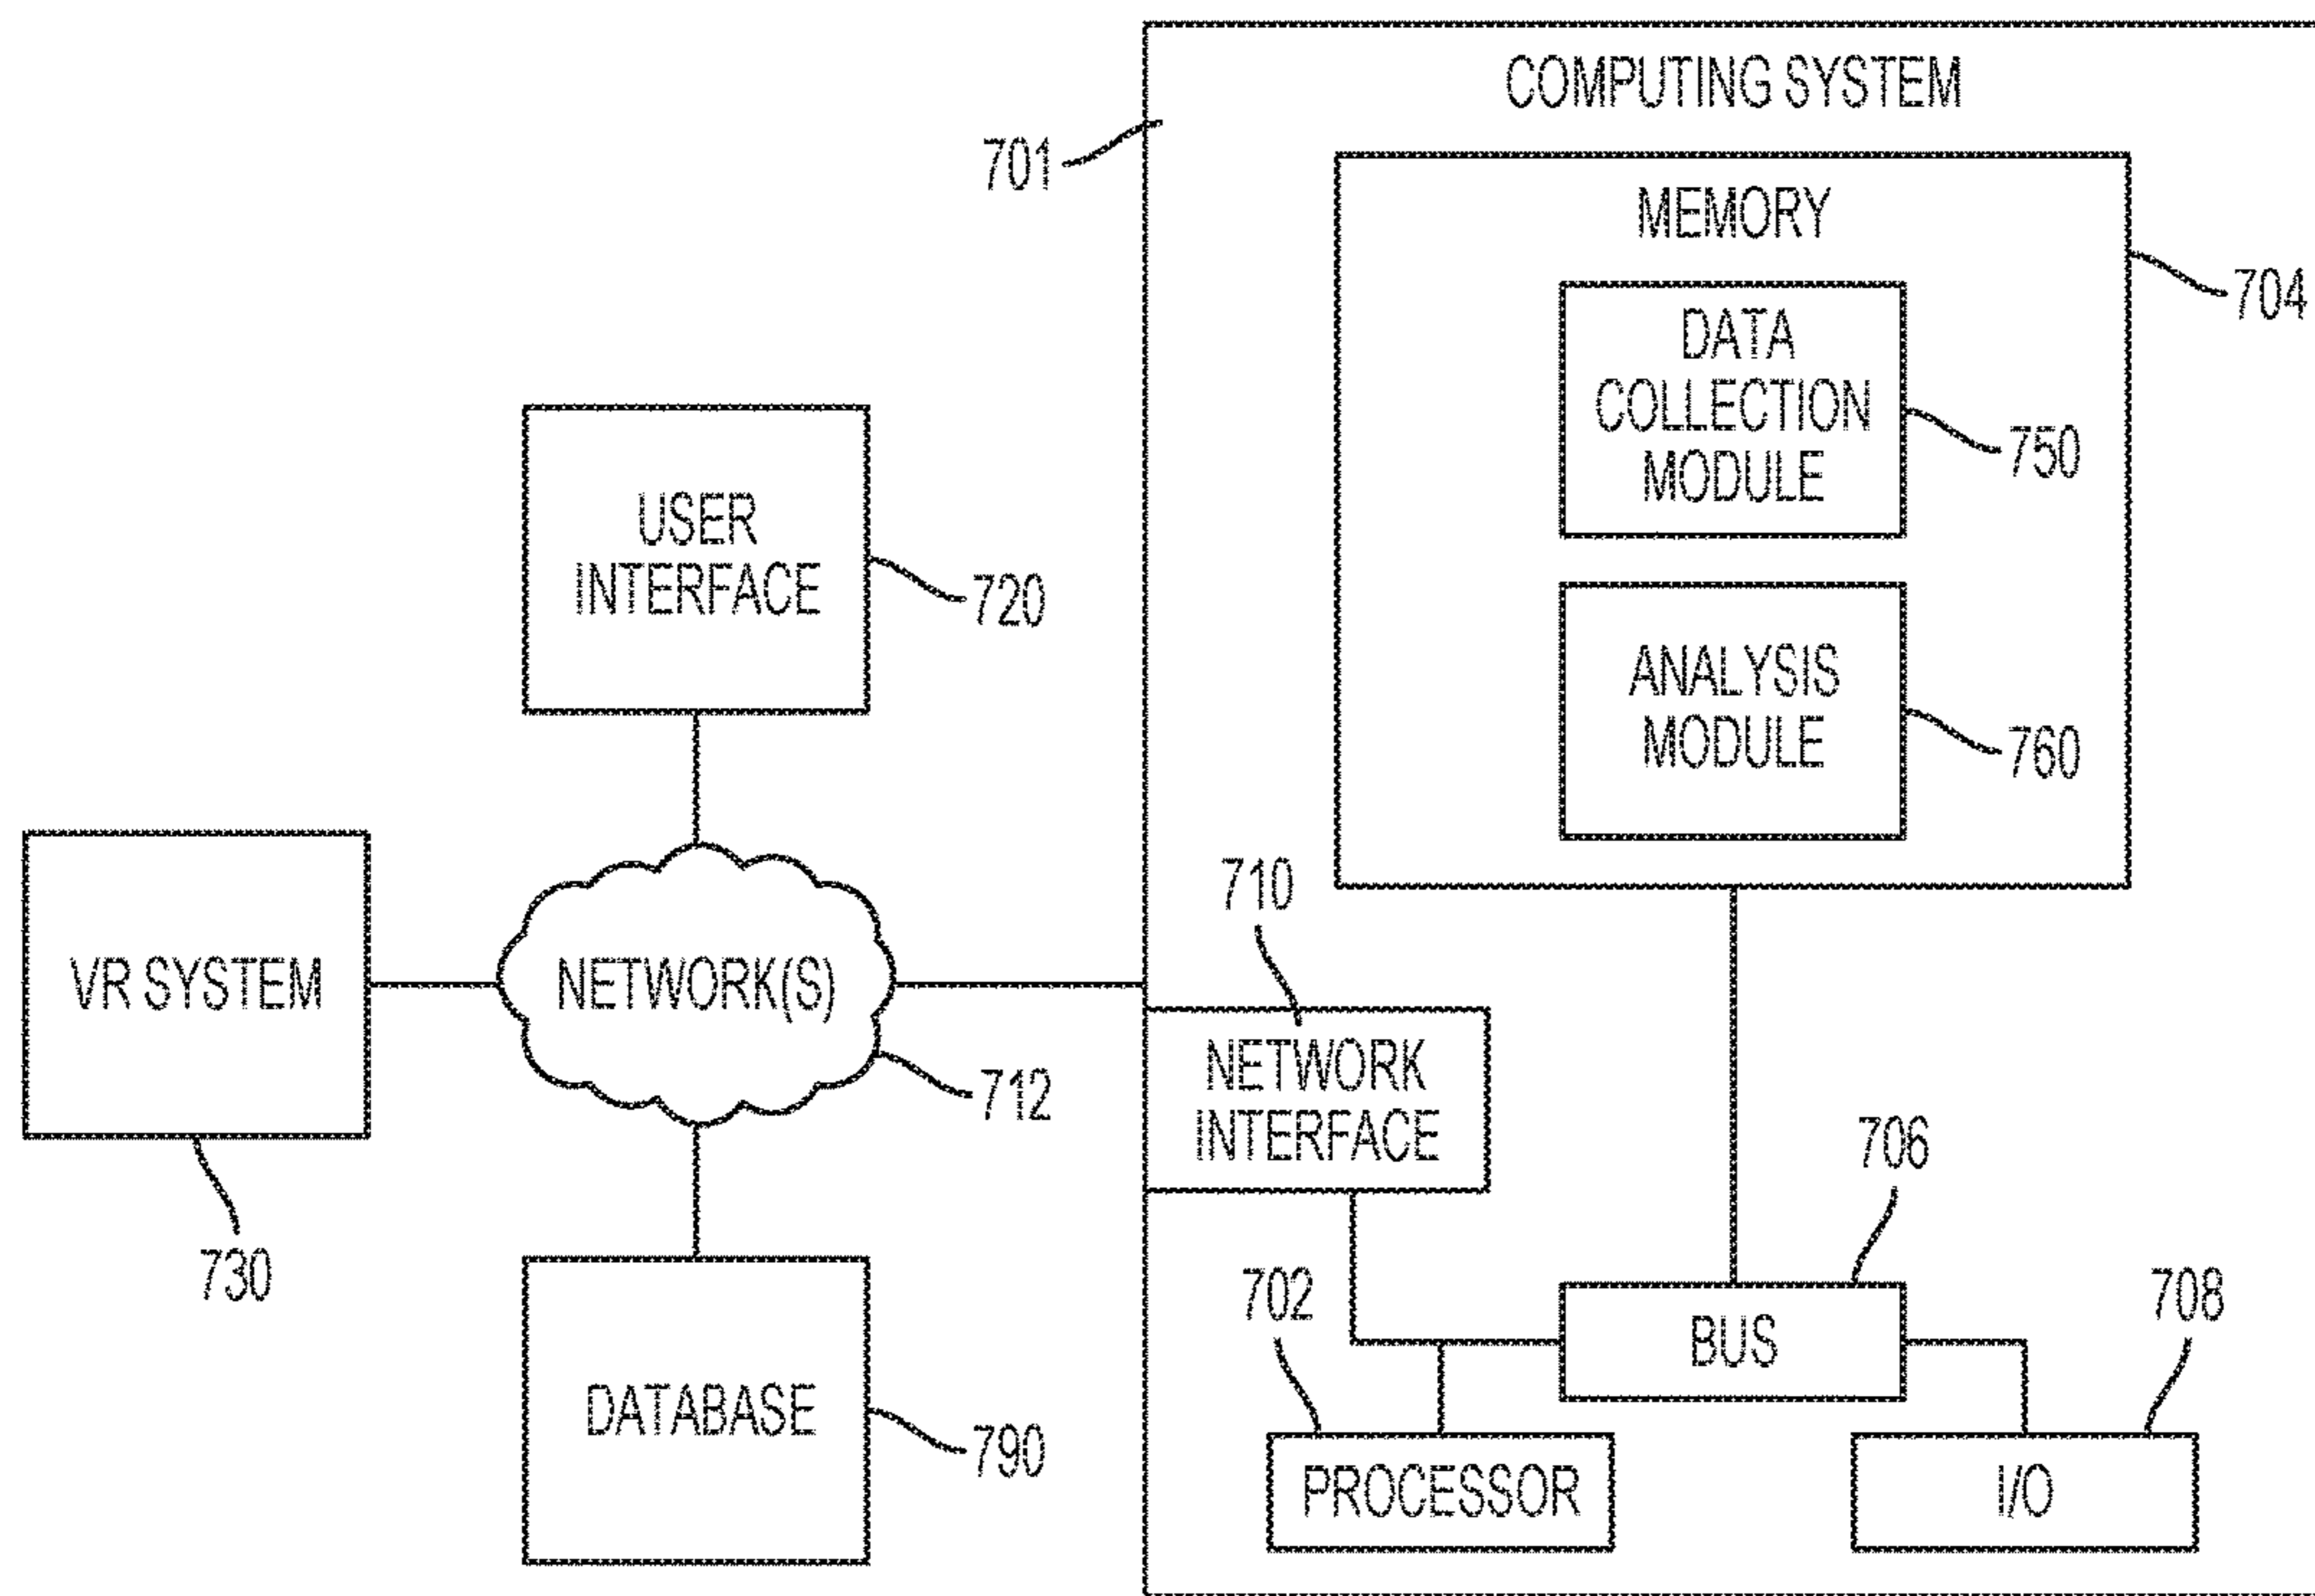 COMPUTING SYSTEM
701
MEMORY
704
DATA
COLLECTION
MODULE
750
USER
INTERFACE
720
ANALYSIS
MODULE
760
710
VR SYSTEM
NETWORK(S)
712
NETWORK
INTERFACE
706
730
702
708
BUS
DATABASE
790
PROCESSOR
I/O